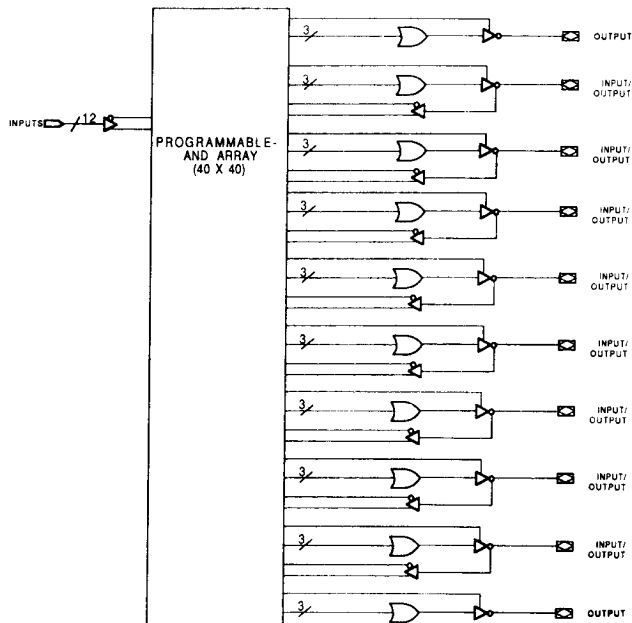 3
OUTPUT
3
INPUT/
OUTPUT
INPUTS 12
PROGRAMMABLE-
AND ARRAY
(40 X 40)
3
INPUT/
OUTPUT
3
INPUT/
OUTPUT
3
INPUT/
OUTPUT
3
INPUT/
OUTPUT
3
INPUT/
OUTPUT
3
INPUT/
OUTPUT
3
INPUT/
OUTPUT
3
OUTPUT